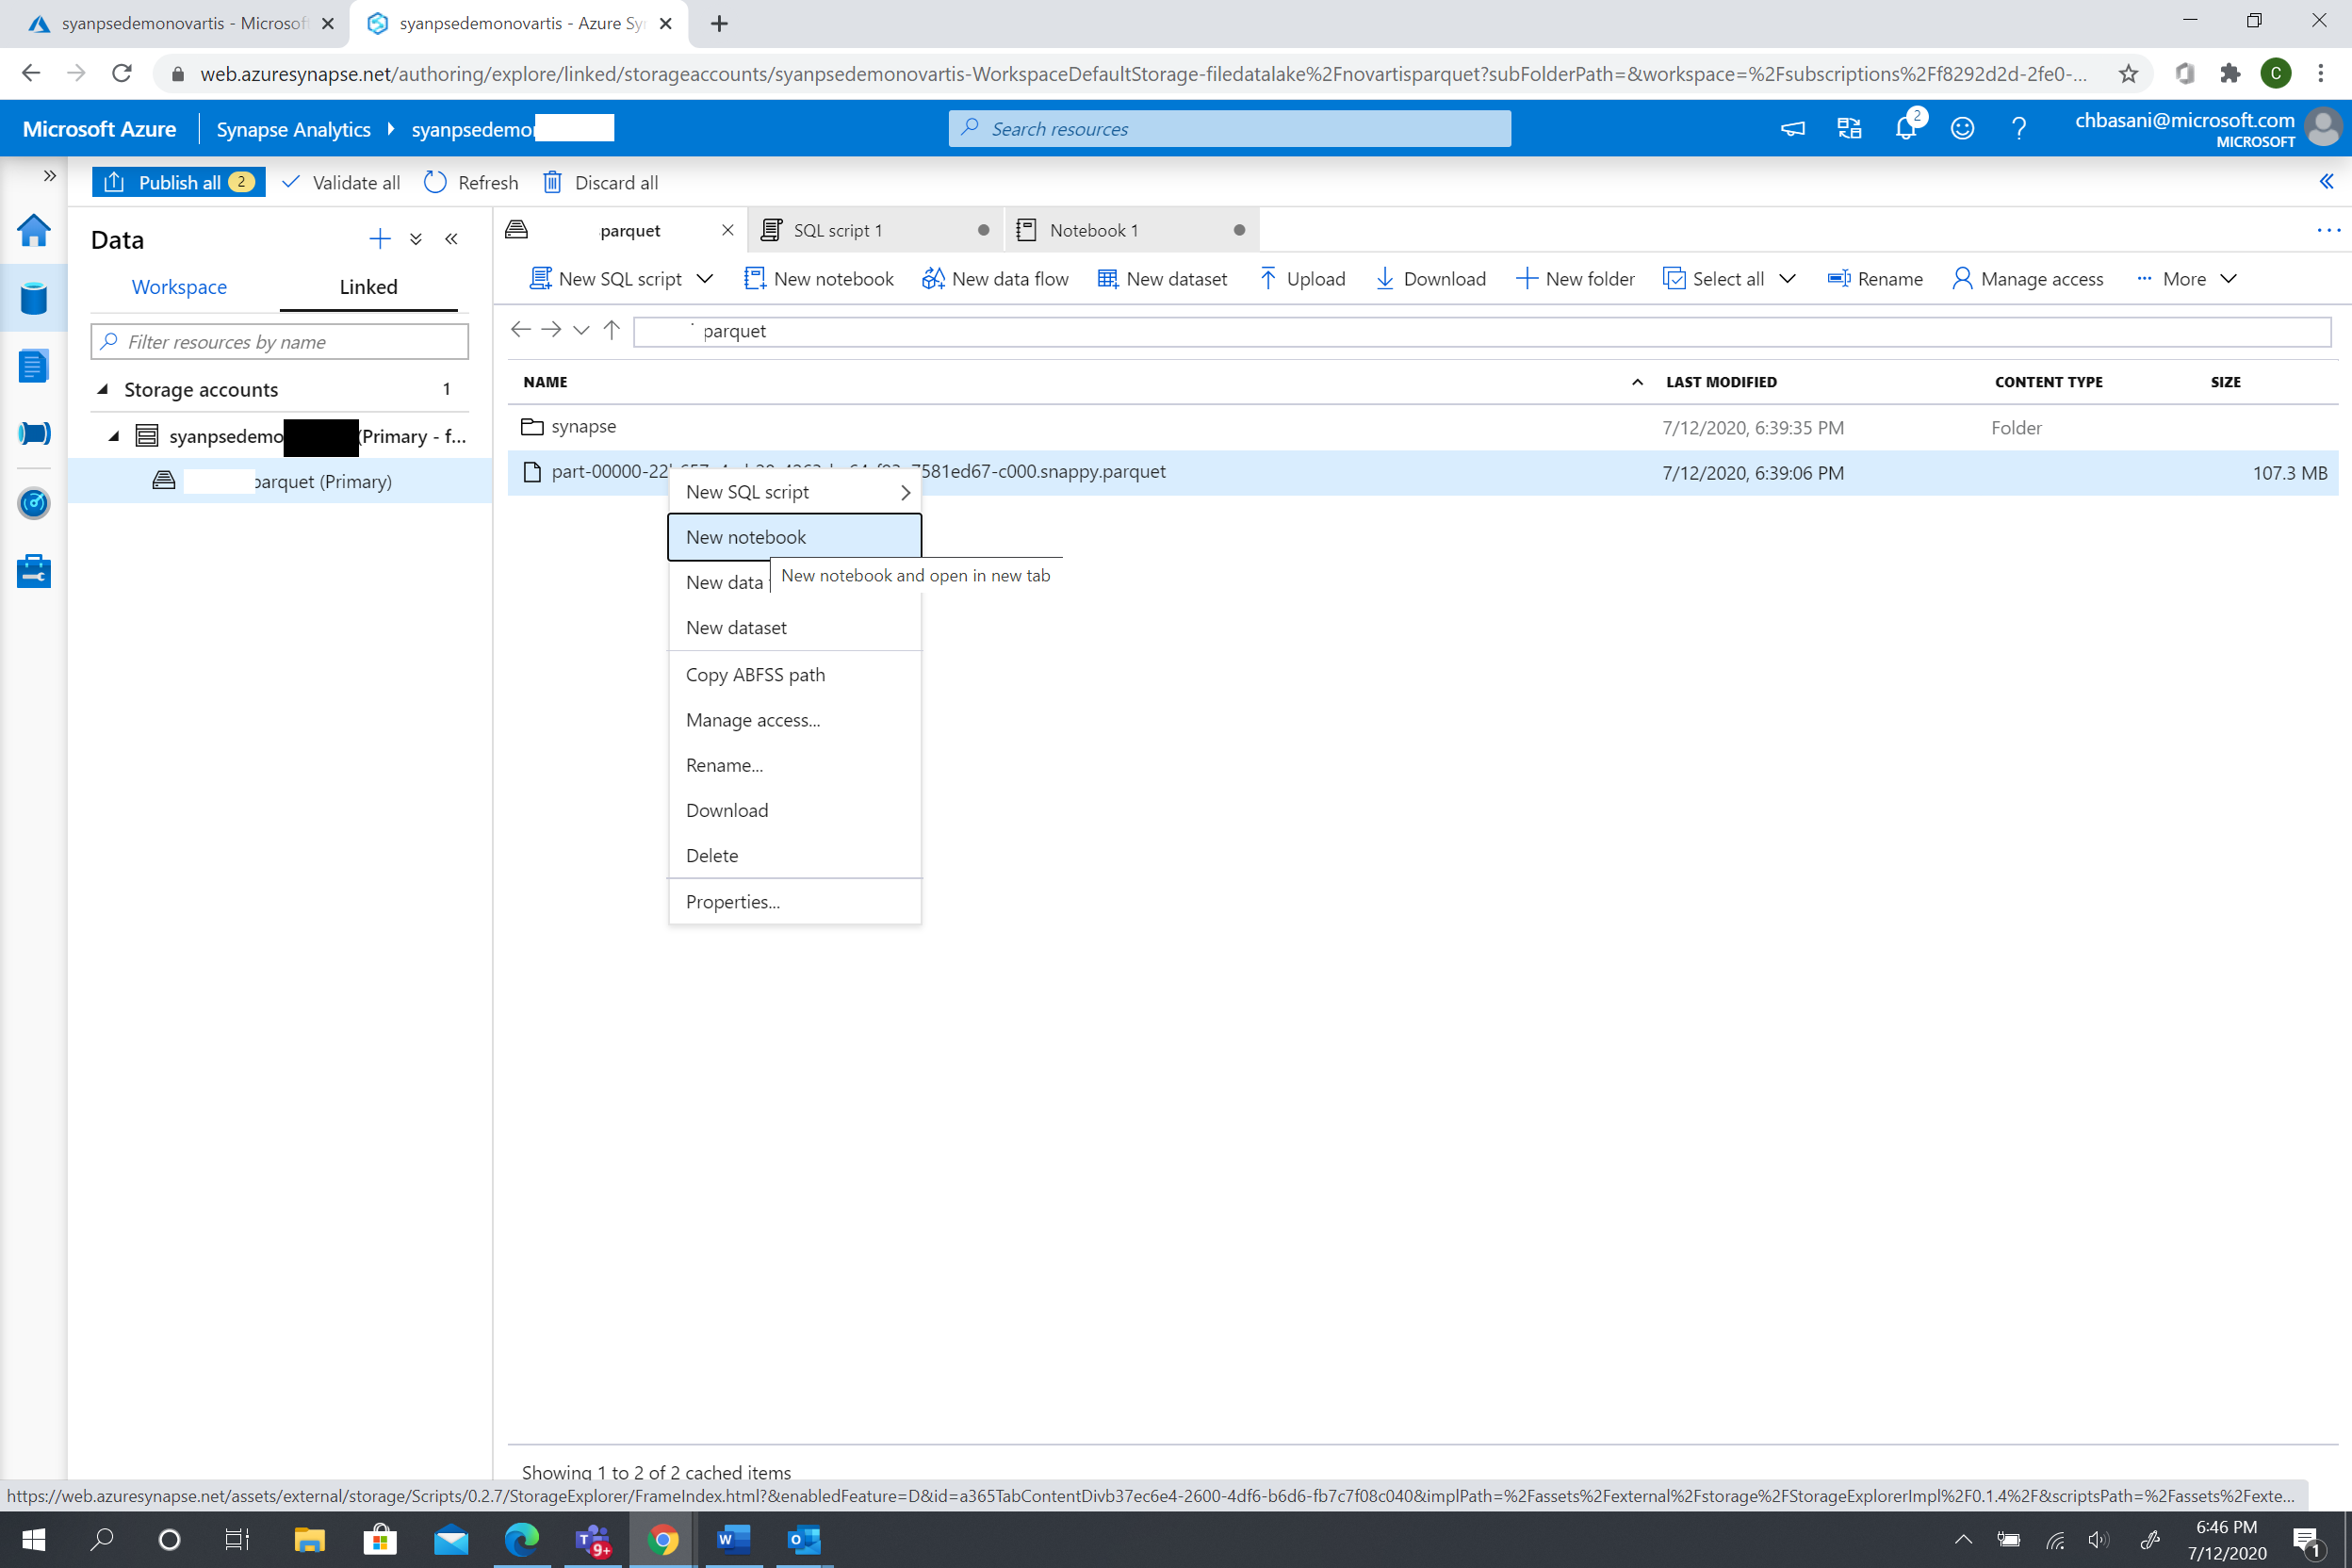 syanpsedemonovartis - Microsoft
syanpsedemonovartis - Azure Sy
web.azuresynapse.net/authoring/explore/linked/storageaccounts/syanpsedemonovartis-WorkspaceDefaultStorage-filedatalake%2Fnovartisparquet?subFolderPath=&workspace=%2Fsubscriptions%2Ff8292d2d-2fe0-...
C
Microsoft Azure
Synapse Analytics
syanpsedemo
Search resources
2
chbasani@microsoft.com
MICROSOFT
Publish all 2
Validate all
Refresh
Discard all
Data
Workspace
Linked
Filter resources by name
Storage accounts 1
syanpsedemo (Primary - f...
parquet (Primary)
parquet
SQL script 1
Notebook 1
New SQL script
New notebook
New data flow
New dataset
Upload
Download
New folder
Select all
Rename
Manage access
More
parquet
NAME LAST MODIFIED CONTENT TYPE SIZE
synapse 7/12/2020, 6:39:35 PM Folder
part-00000-22 7581ed67-c000.snappy.parquet 7/12/2020, 6:39:06 PM 107.3 MB
New SQL script
New notebook
New notebook and open in new tab
New data
New dataset
Copy ABFSS path
Manage access...
Rename...
Download
Delete
Properties...
Showing 1 to 2 of 2 cached items
https://web.azuresynapse.net/assets/external/storage/Scripts/0.2.7/StorageExplorer/FrameIndex.html?&enabledFeature=D&id=a365TabContentDivb37ec6e4-2600-4df6-b6d6-fb7c7f08c040&implPath=%2Fassets%2Fexternal%2Fstorage%2FStorageExplorerImpl%2F0.1.4%2F&scriptsPath=%2Fassets%2Fexte...
T
9+
W
O
6:46 PM
7/12/2020
1